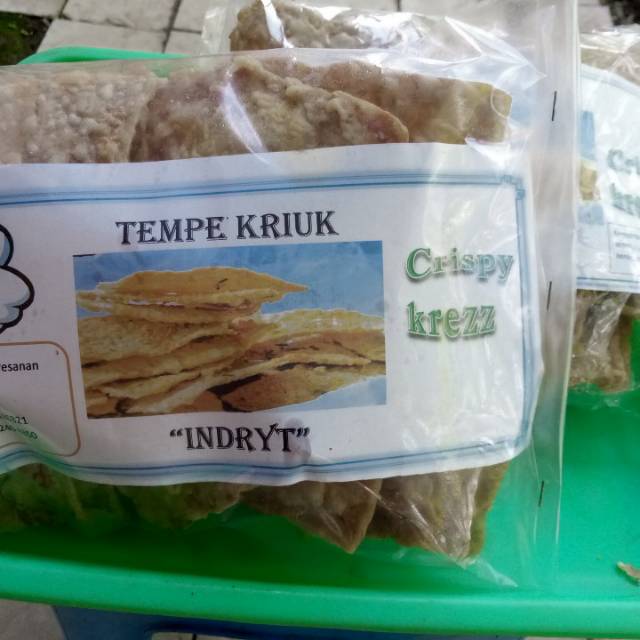 TEMPE KRIUK
Crispy
krezz
esanan
"INDRYT"